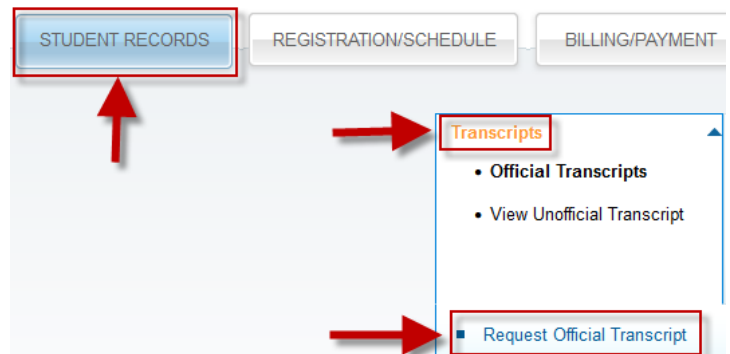 STUDENT RECORDS REGISTRATION/SCHEDULE BILLING/PAYMENT
Transcripts
• Official Transcripts
• View Unofficial Transcript
Request Official Transcript